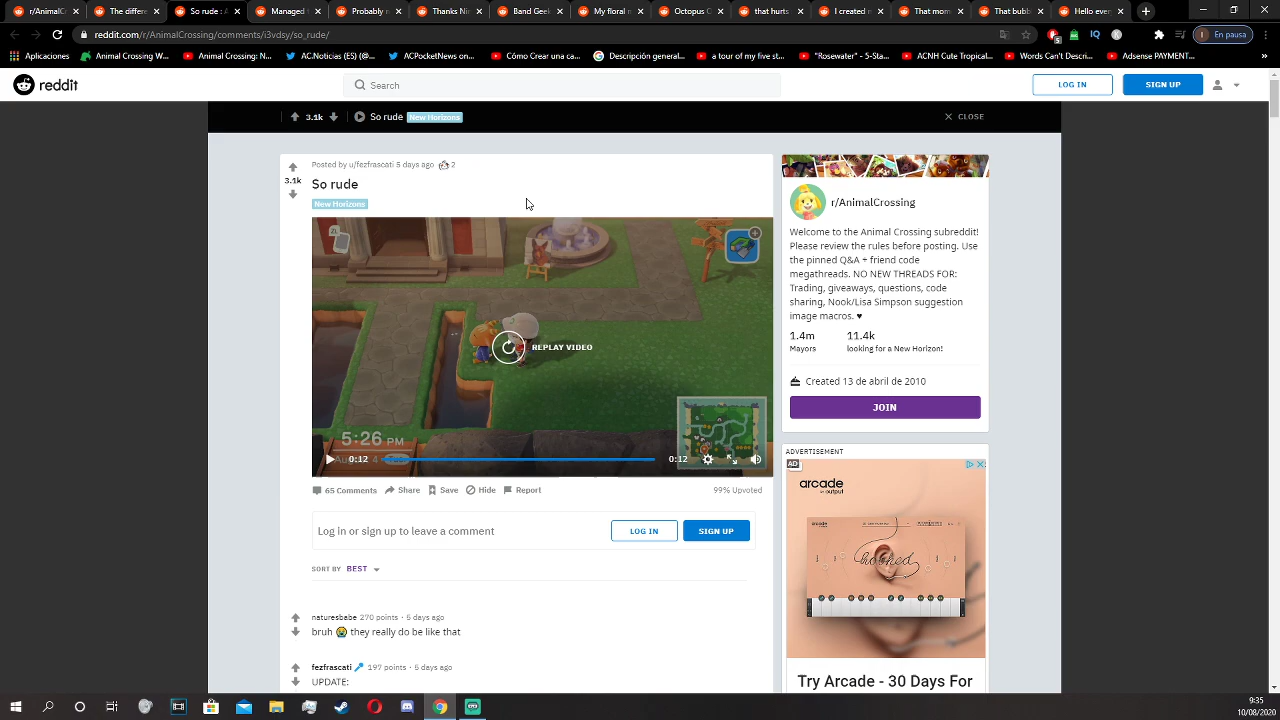 r/AnimalC
The differe
So rude : A
Managed t
Probably n
Thanks Nin
Band Geek
My floral m
Octopus C
that hurts
I created m
That mome
That bubb
Hello ever
reddit.com/r/AnimalCrossing/comments/i3vdsy/so_rude/
5
IQ
K
I En pausa
Aplicaciones
Animal Crossing W...
Animal Crossing: N...
AC:Noticias (E5) (@...
ACPocketNews on...
Cómo Crear una ca...
Descripción general...
a tour of my five st...
"Rosewater" - 5-Sta...
ACNH Cute Tropical...
Words Can't Descri...
Adsense PAYMENT...
»
reddit
Search
LOG IN
SIGN UP
3.1k
So rude
New Horizons
CLOSE
Posted by u/fezfrascati 5 days ago 2
3.1k
So rude
New Horizons
ZL
REPLAY VIDEO
5:26 PM
0:12
0:12
65 Comments
Share
Save
Hide
Report
99% Upvoted
Log in or sign up to leave a comment
LOG IN
SIGN UP
SORT BY BEST
naturesbabe 270 points · 5 days ago
bruh 😭 they really do be like that
fezfrascati 197 points · 5 days ago
UPDATE:
r/AnimalCrossing
Welcome to the Animal Crossing subreddit!
Please review the rules before posting. Use
the pinned Q&A + friend code
megathreads. NO NEW THREADS FOR:
Trading, giveaways, questions, code
sharing, Nook/Lisa Simpson suggestion
image macros. ♥
1.4m
Mayors
11.4k
looking for a New Horizon!
Created 13 de abril de 2010
JOIN
ADVERTISEMENT
AD
arcade
by output
hooked
Try Arcade - 30 Days For
9:35
10/08/2020